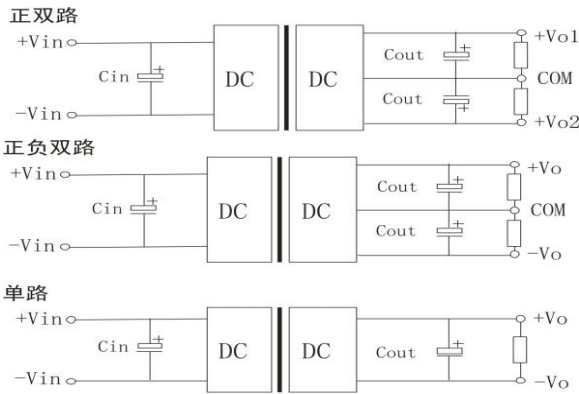 正双路
+Vin
Cin
+
-Vin
DC
DC
Cout
+
Cout
+
+Vo1
COM
+Vo2
正负双路
+Vin
Cin
+
-Vin
DC
DC
Cout
+
Cout
+
+Vo
COM
-Vo
单路
+Vin
Cin
+
-Vin
DC
DC
Cout
+
+Vo
-Vo